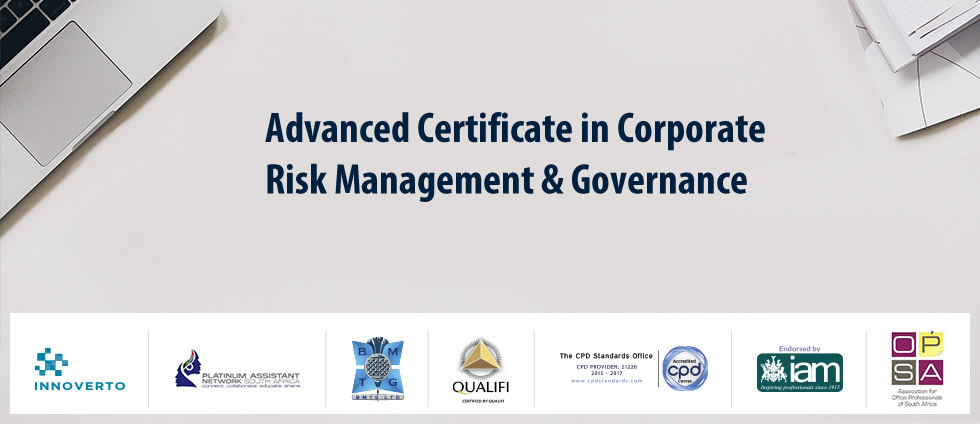 Advanced Certificate in Corporate
Risk Management & Governance
INNOVERTO
PLATINUM ASSISTANT
NETWORK SOUTH AFRICA
connect collaborate educate share
B M
T G
BMTG LTD
QUALIFI
CERTIFIED BY QUALIFI
The CPD Standards Office
CPD PROVIDER: 21226
2015 - 2017
www.cpdstandards.com
Accredited
cpd
Course
Endorsed by
iam
Inspiring professionals since 1915
OP
SA
Association for
Office Professionals
of South Africa